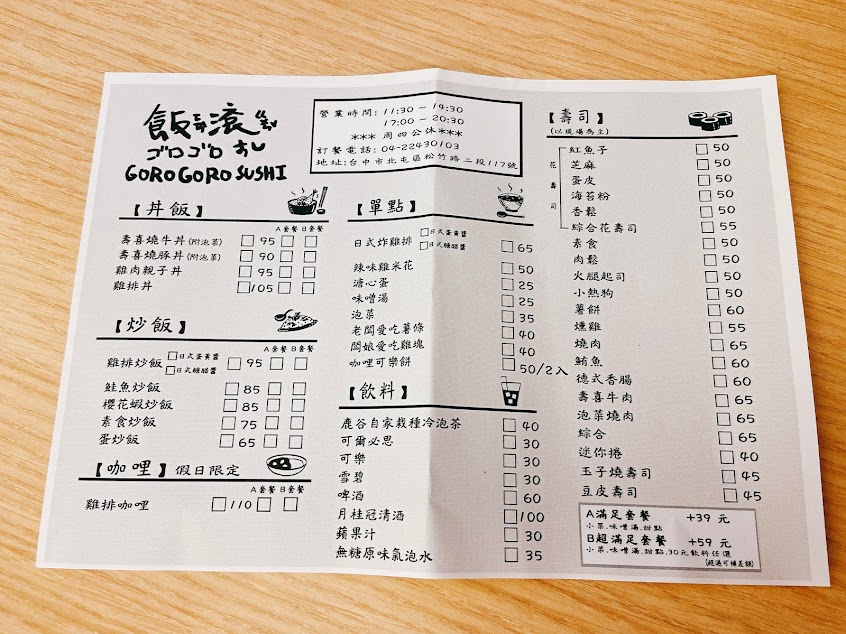 飯 滾
ゴロゴロ すし
GORO GORO SUSHI
營業時間: 11:30 ~ 14:30
17:00 ~ 20:30
*** 周四公休 ***
訂餐電話: 04-22430103
地址:台中市北屯區松竹路二段117號
【丼飯】
A套餐 B套餐
壽喜燒牛丼(附泡菜) 95
壽喜燒豚丼(附泡菜) 90
雞肉親子丼 95
雞排丼 105
【炒飯】
A套餐 B套餐
雞排炒飯 日式蛋黃醬 95
日式糖醋醬
鮭魚炒飯 85
櫻花蝦炒飯 85
素食炒飯 75
蛋炒飯 65
【咖哩】假日限定
A套餐 B套餐
雞排咖哩 110
【單點】
日式炸雞排 日式蛋黃醬 65
日式糖醋醬
辣味雞米花 50
溏心蛋 25
味噌湯 25
泡菜 35
老闆愛吃薯條 40
闆娘愛吃雞塊 40
咖哩可樂餅 50/2入
【飲料】
鹿谷自家栽種冷泡茶 40
可爾必思 30
可樂 30
雪碧 30
啤酒 60
月桂冠清酒 100
蘋果汁 30
無糖原味氣泡水 35
【壽司】
(以現場為主)
花壽司
紅魚子 50
芝麻 50
蛋皮 50
海苔粉 50
香鬆 50
綜合花壽司 55
素食 50
肉鬆 50
火腿起司 50
小熱狗 50
薯餅 60
燻雞 55
燒肉 65
鮪魚 60
德式香腸 60
壽喜牛肉 65
泡菜燒肉 65
綜合 65
迷你捲 40
玉子燒壽司 45
豆皮壽司 45
A滿足套餐 +39 元
小菜.味噌湯.甜點
B超滿足套餐 +59 元
小菜.味噌湯.甜點.30元飲料任選
(超過可補差額)